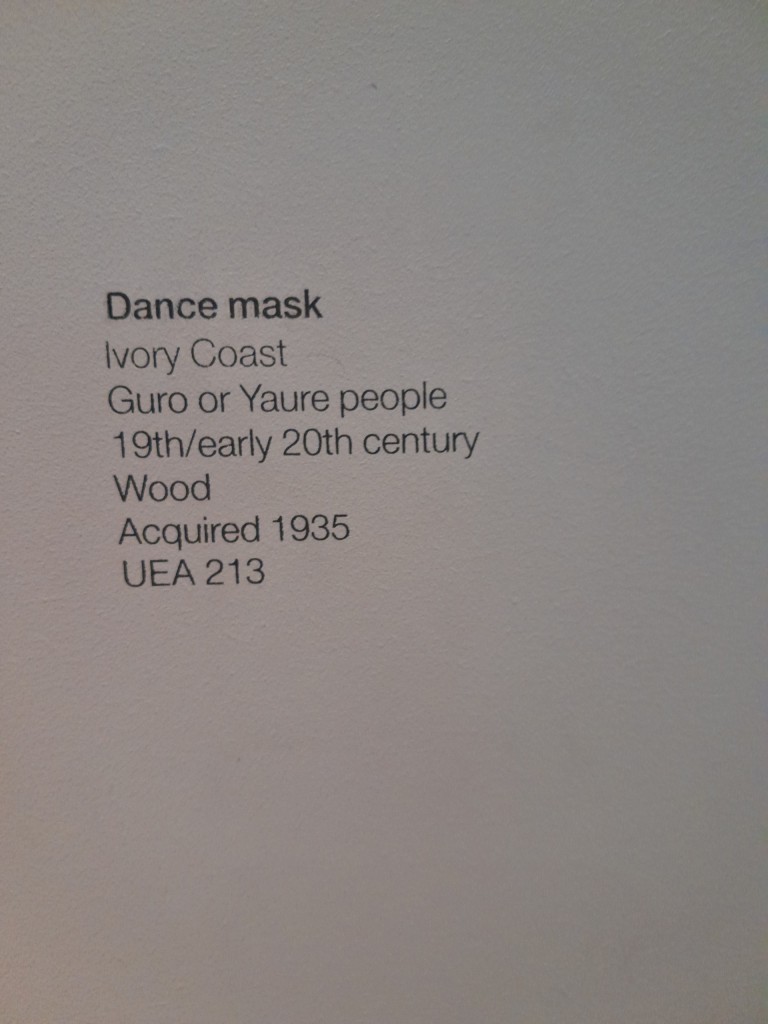 Dance mask
Ivory Coast
Guro or Yaure people
19th/early 20th century
Wood
Acquired 1935
UEA 213